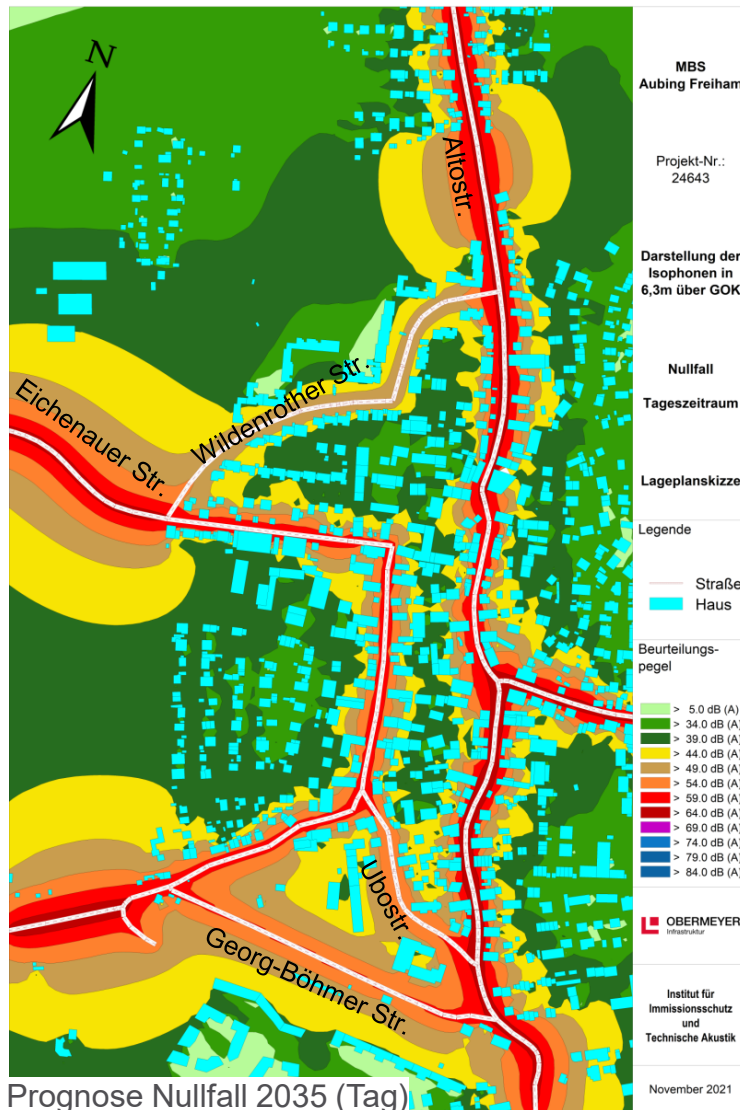 N
Altostr.
Eichenauer Str.
Wildenrother Str.
Ubostr.
Georg-Böhmer Str.
Prognose Nullfall 2035 (Tag)
MBS
Aubing Freiham
Projekt-Nr.:
24643
Darstellung der
Isophonen in
6,3m über GOK
Nullfall
Tageszeitraum
Lageplanskizze
Legende
Straße
Haus
Beurteilungs-
pegel
> 5.0 dB (A)
> 34.0 dB (A)
> 39.0 dB (A)
> 44.0 dB (A)
> 49.0 dB (A)
> 54.0 dB (A)
> 59.0 dB (A)
> 64.0 dB (A)
> 69.0 dB (A)
> 74.0 dB (A)
> 79.0 dB (A)
> 84.0 dB (A)
OBERMEYER
Infrastruktur
Institut für
Immissionsschutz
und
Technische Akustik
November 2021